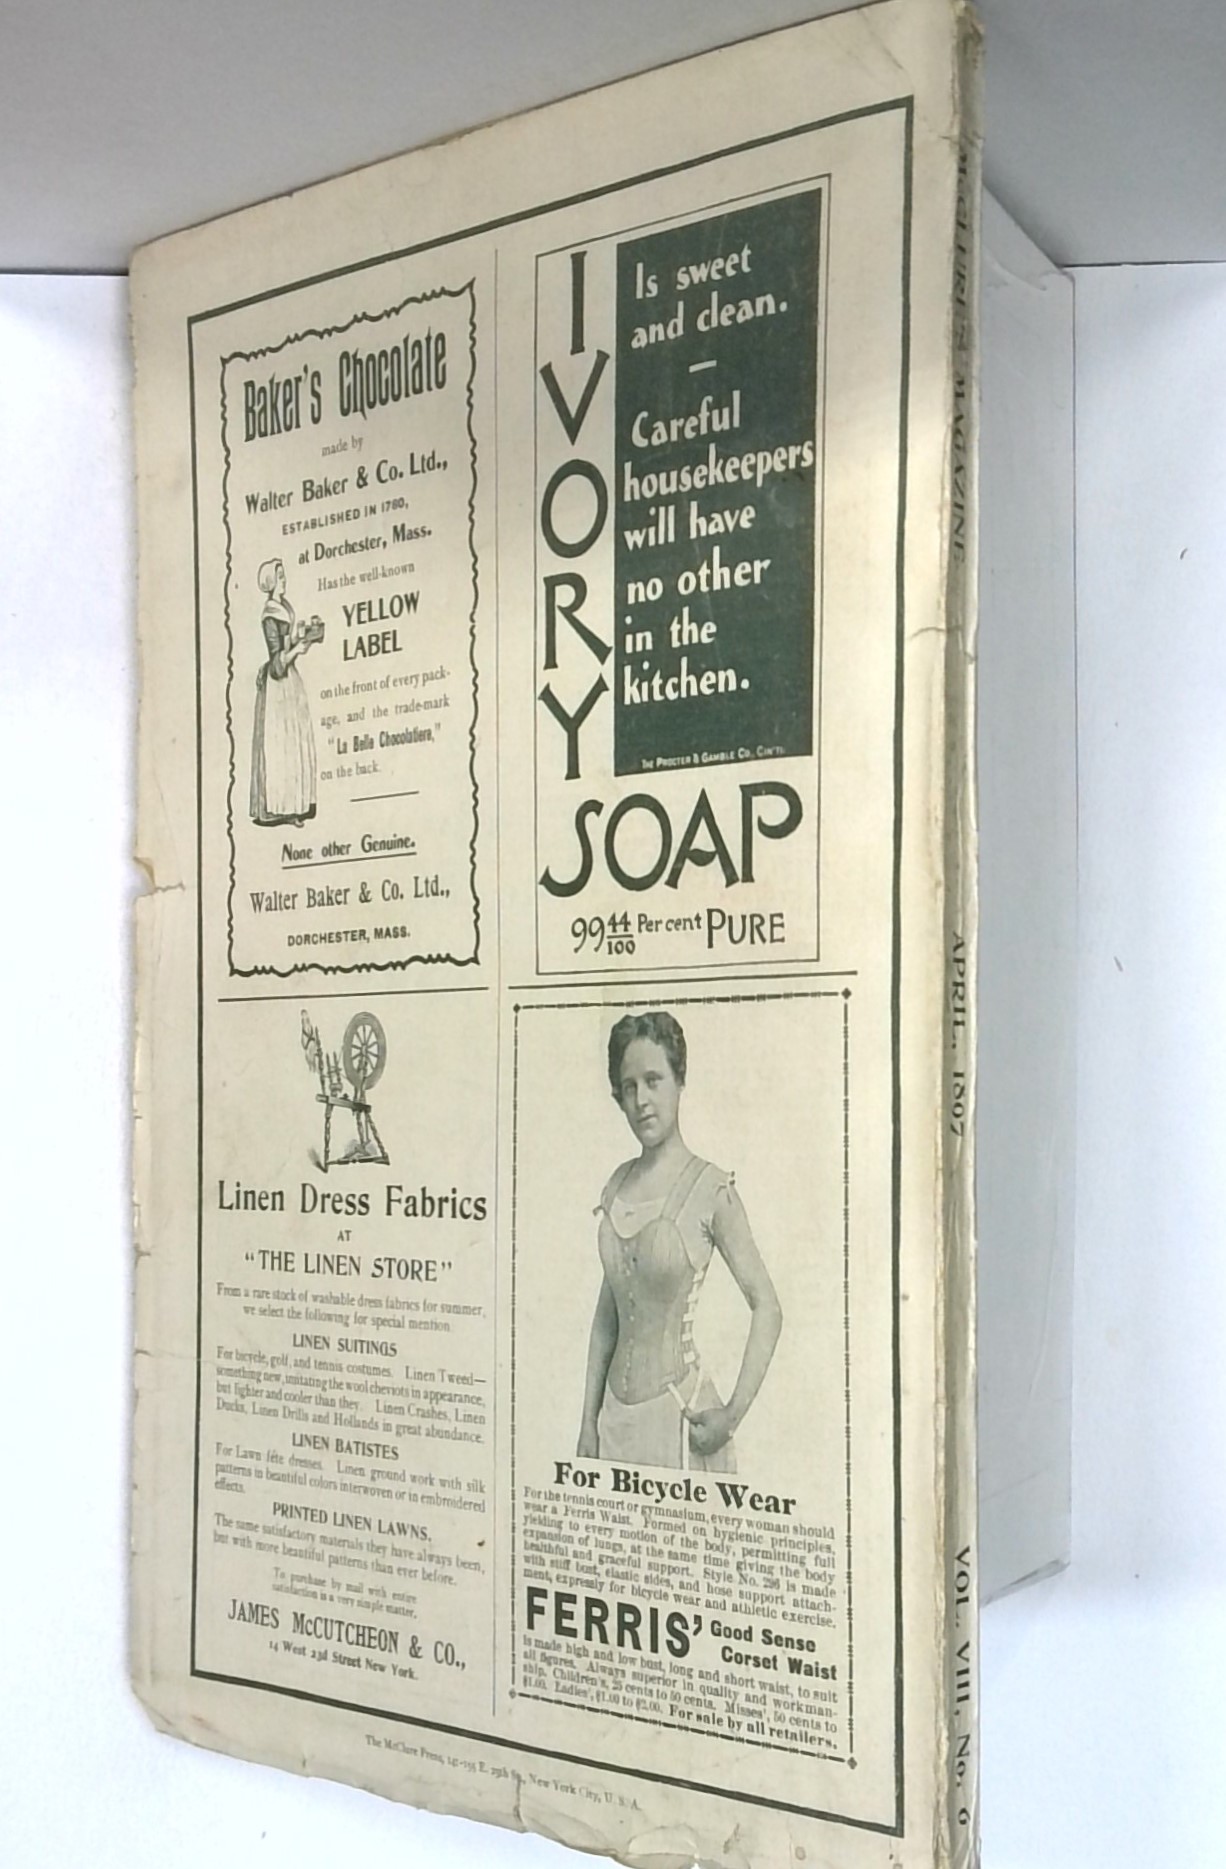 Baker's Chocolate
made by
Walter Baker & Co. Ltd.,
ESTABLISHED IN 1780,
at Dorchester, Mass.
Has the well-known
YELLOW
LABEL
on the front of every pack-
age, and the trade-mark
"La Belle Chocolatiere,"
on the back.
None other Genuine.
Walter Baker & Co. Ltd.,
DORCHESTER, MASS.
IVORY
SOAP
Is sweet
and clean.
—
Careful
housekeepers
will have
no other
in the
kitchen.
THE PROCTER & GAMBLE CO., CIN'TI.
99 44/100 Per cent PURE
Linen Dress Fabrics
AT
"THE LINEN STORE"
From a rare stock of washable dress fabrics for summer,
we select the following for special mention
LINEN SUITINGS
For bicycle, golf, and tennis costumes. Linen Tweed—
something new, imitating the wool cheviots in appearance,
but lighter and cooler than they. Linen Crashes, Linen
Ducks, Linen Drills and Hollands in great abundance.
LINEN BATISTES
For Lawn fête dresses. Linen ground work with silk
patterns in beautiful colors interwoven or in embroidered
effects.
PRINTED LINEN LAWNS.
The same satisfactory materials they have always been,
but with more beautiful patterns than ever before.
To purchase by mail with entire
satisfaction is a very simple matter.
JAMES McCUTCHEON & CO.,
14 West 23d Street New York.
For Bicycle Wear
For the tennis court or gymnasium, every woman should
wear a Ferris Waist. Formed on hygienic principles,
yielding to every motion of the body, permitting full
expansion of lungs, at the same time giving the body
healthful and graceful support. Style No. 296 is made
with stiff bust, elastic sides, and hose support attach-
ment, expressly for bicycle wear and athletic exercise.
FERRIS' Good Sense
Corset Waist
is made high and low bust, long and short waist, to suit
all figures. Always superior in quality and workman-
ship. Children's, 25 cents to 50 cents. Misses', 50 cents to
$1.00. Ladies', $1.00 to $2.00. For sale by all retailers.
The McClure Press, 141-155 E. 25th St., New York City, U. S. A.
McCLURE'S MAGAZINE
APRIL, 1897
VOL. VIII, No. 6